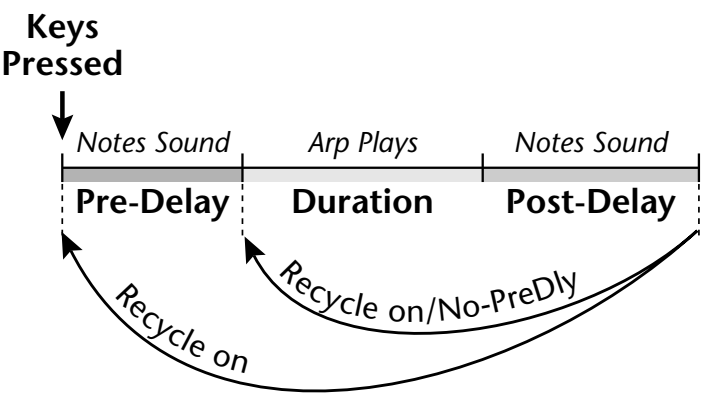 Keys
Pressed
Notes Sound Arp Plays Notes Sound
Pre-Delay Duration Post-Delay
Recycle on/No-PreDly
Recycle on